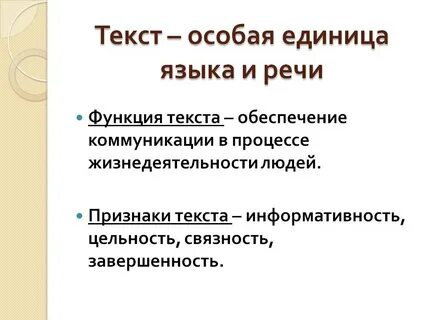 Текст – особая единица
языка и речи
Функция текста – обеспечение
коммуникации в процессе
жизнедеятельности людей.
Признаки текста – информативность,
цельность, связность,
завершенность.